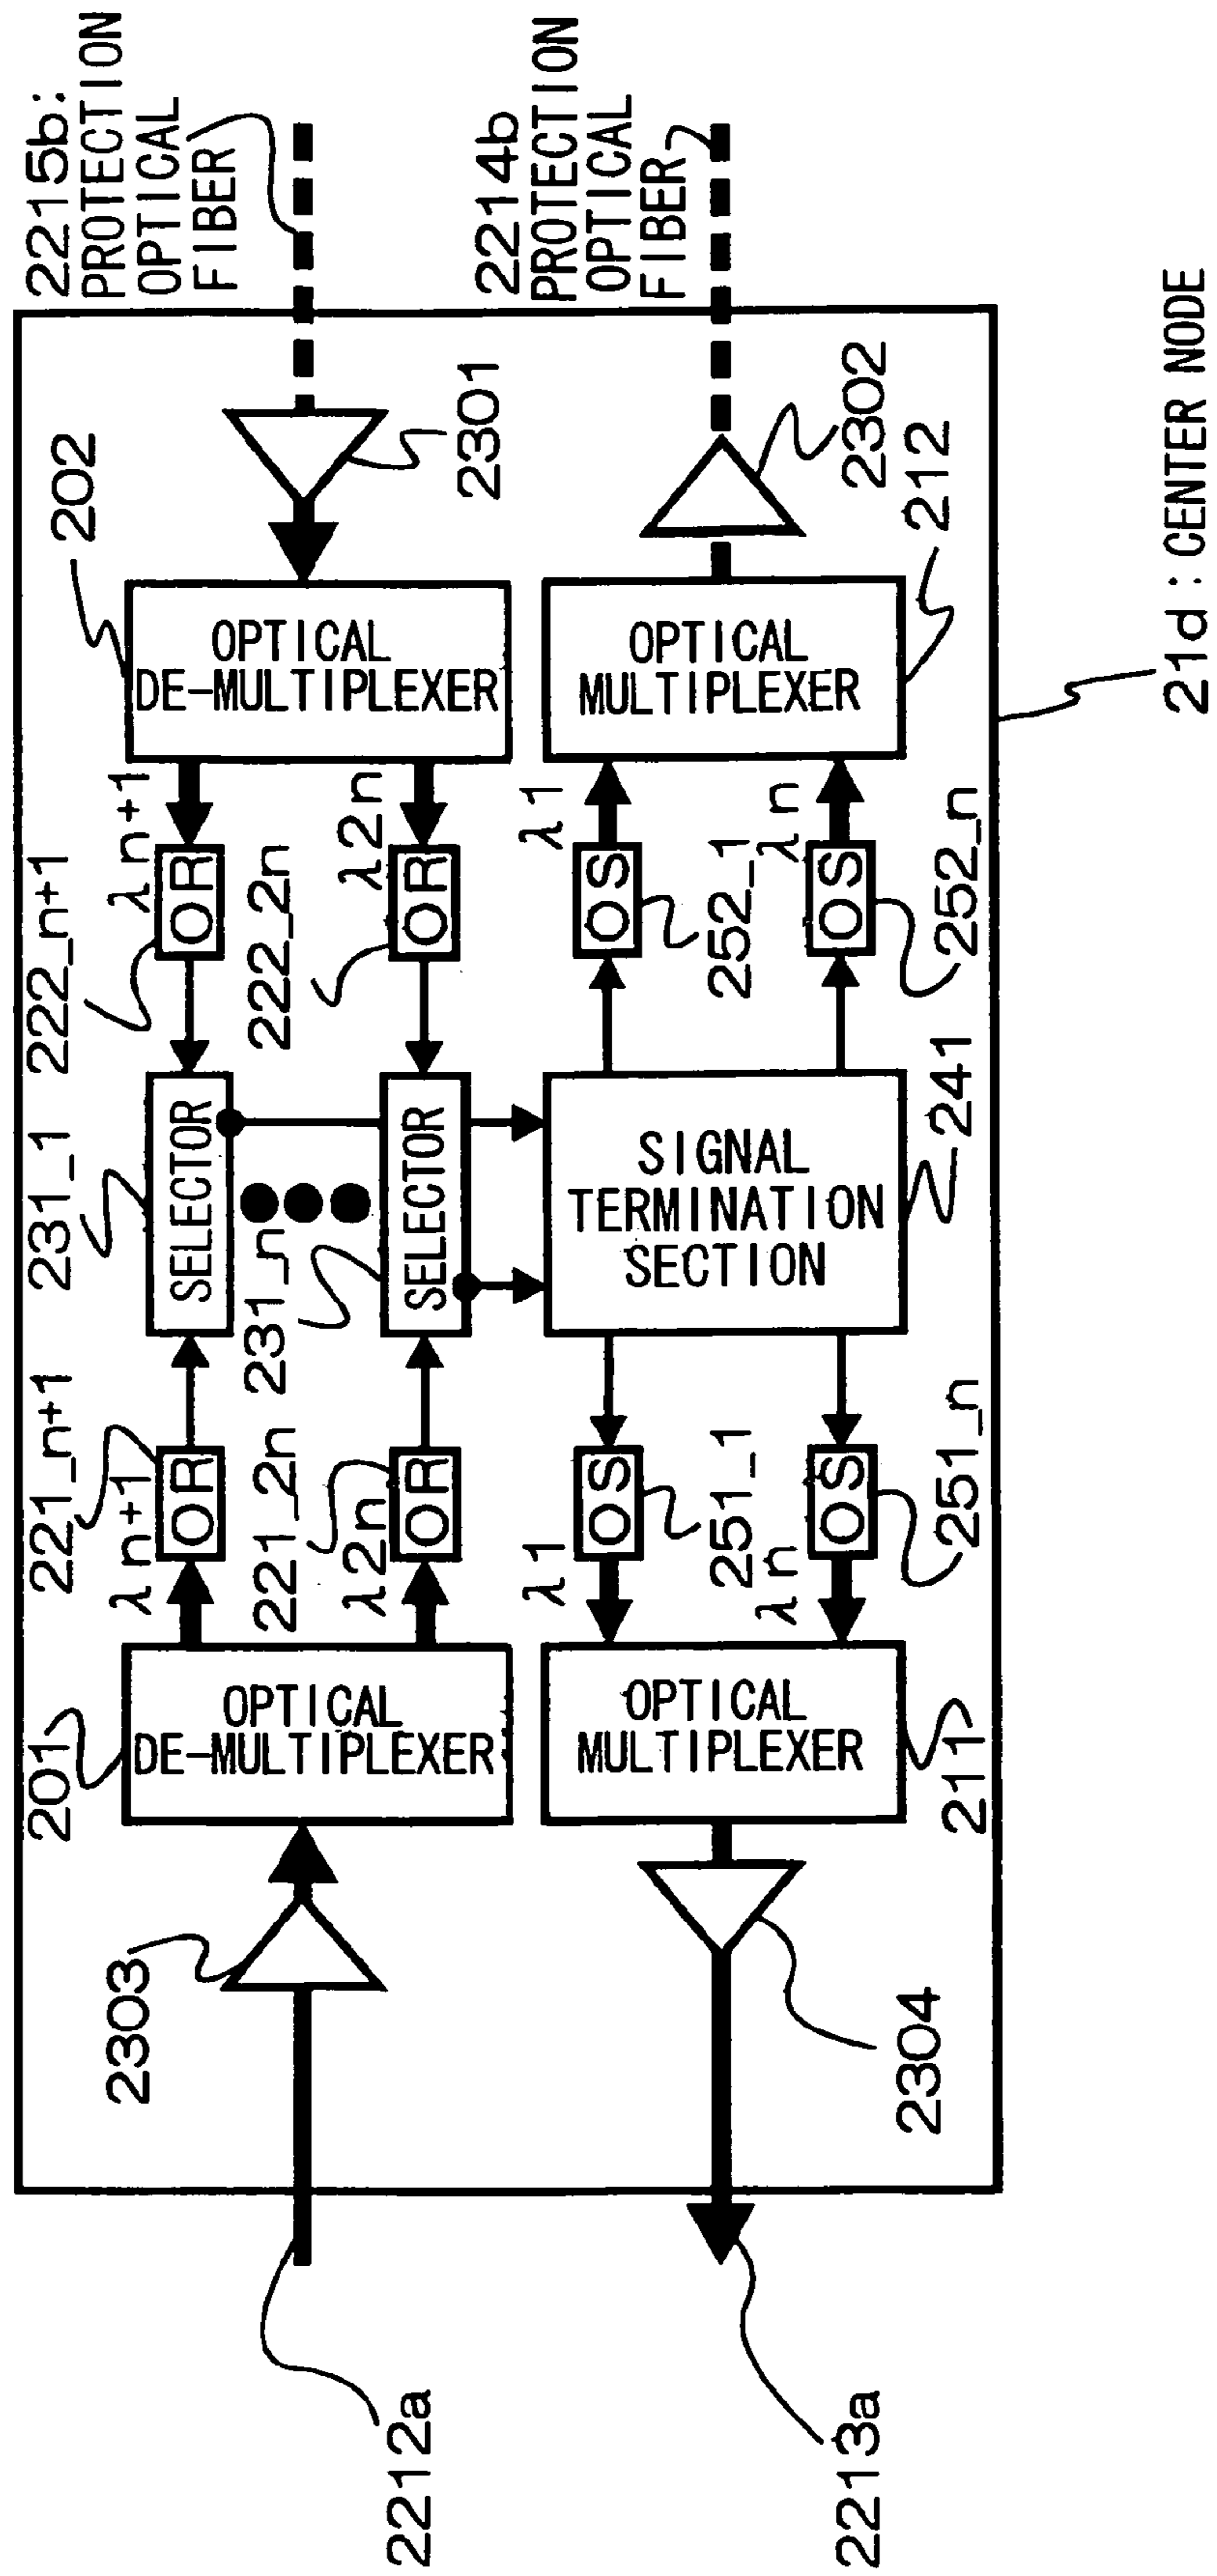 2215b:
PROTECTION
OPTICAL
FIBER
2214b
PROTECTION
OPTICAL
FIBER
202
2301
2302
212
OPTICAL
DE-MULTIPLEXER
OPTICAL
MULTIPLEXER
21d : CENTER NODE
222_n+1
λn+1
OR
222_2n
λ2n
OR
λ1
OS
252_1
λn
OS
252_n
231_1
SELECTOR
231_n
SELECTOR
SIGNAL
TERMINATION
SECTION
241
221_n+1
λn+1
OR
221_2n
λ2n
OR
λ1
OS
251_1
λn
OS
251_n
201
OPTICAL
DE-MULTIPLEXER
OPTICAL
MULTIPLEXER
211
2303
2304
2212a
2213a